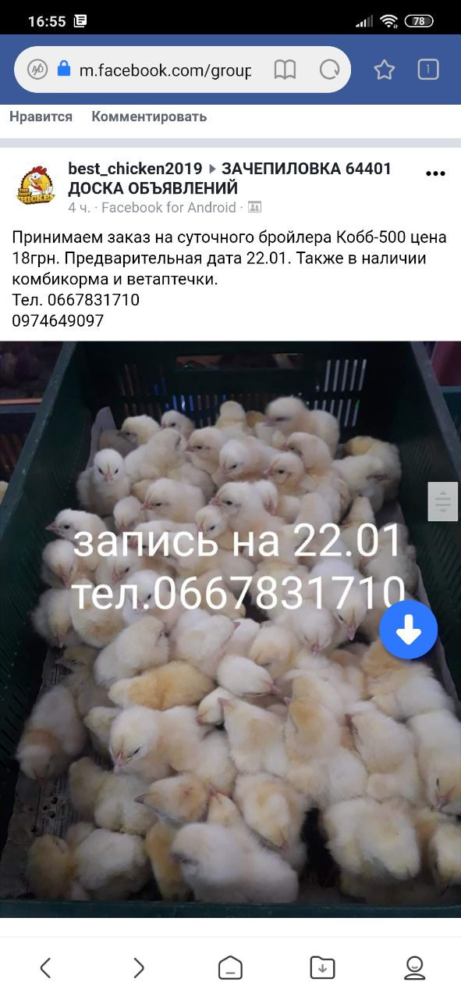 16:55
78
m.facebook.com/group
1
Нравится Комментировать
best_chicken2019 ЗАЧЕПИЛОВКА 64401
ДОСКА ОБЪЯВЛЕНИЙ
4 ч. · Facebook for Android ·
Принимаем заказ на суточного бройлера Кобб-500 цена
18грн. Предварительная дата 22.01. Также в наличии
комбикорма и ветаптечки.
Тел. 0667831710
0974649097
запись на 22.01
тел.0667831710